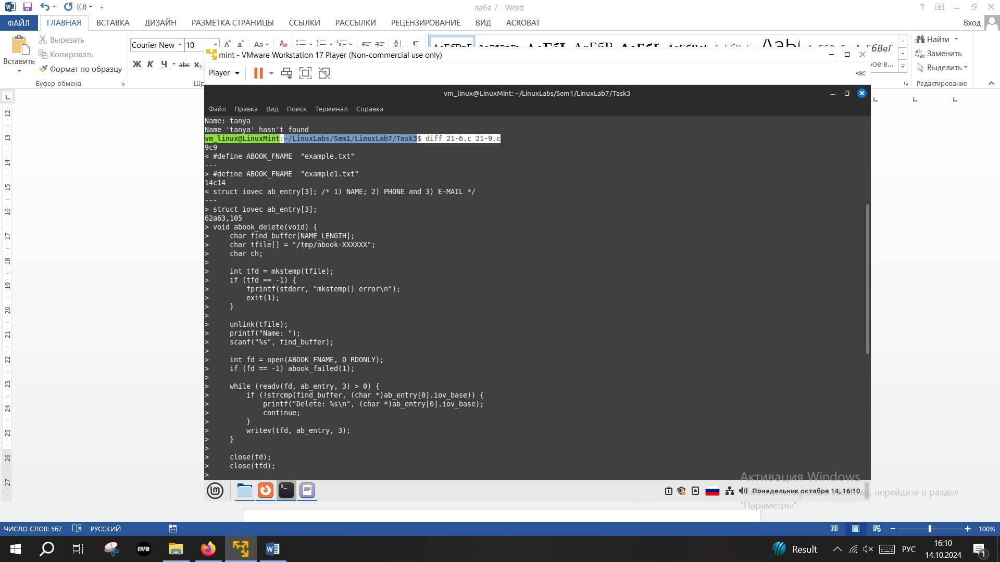 лаба 7 - Word
ФАЙЛ ГЛАВНАЯ ВСТАВКА ДИЗАЙН РАЗМЕТКА СТРАНИЦЫ ССЫЛКИ РАССЫЛКИ РЕЦЕНЗИРОВАНИЕ ВИД ACROBAT Вход
Вставить
Вырезать
Копировать
Формат по образцу
Буфер обмена
Courier New 10
Ж К Ч abc x₂
Найти
Заменить
Выделить
Редактирование
mint - VMware Workstation 17 Player (Non-commercial use only)
Player
vm_linux@LinuxMint: ~/LinuxLabs/Sem1/LinuxLab7/Task3
Файл Правка Вид Поиск Терминал Справка
Name: tanya
Name 'tanya' hasn't found
vm_linux@LinuxMint:~/LinuxLabs/Sem1/LinuxLab7/Task3$ diff 21-6.c 21-9.c
9c9
< #define ABOOK_FNAME  "example.txt"
---
> #define ABOOK_FNAME  "example1.txt"
14c14
< struct iovec ab_entry[3]; /* 1) NAME; 2) PHONE and 3) E-MAIL */
---
> struct iovec ab_entry[3];
62a63,105
> void abook_delete(void) {
>     char find_buffer[NAME_LENGTH];
>     char tfile[] = "/tmp/abook-XXXXXX";
>     char ch;
>
>     int tfd = mkstemp(tfile);
>     if (tfd == -1) {
>         fprintf(stderr, "mkstemp() error\n");
>         exit(1);
>     }
>
>     unlink(tfile);
>     printf("Name: ");
>     scanf("%s", find_buffer);
>
>     int fd = open(ABOOK_FNAME, O_RDONLY);
>     if (fd == -1) abook_failed(1);
>
>     while (readv(fd, ab_entry, 3) > 0) {
>         if (!strcmp(find_buffer, (char *)ab_entry[0].iov_base)) {
>             printf("Delete: %s\n", (char *)ab_entry[0].iov_base);
>             continue;
>         }
>         writev(tfd, ab_entry, 3);
>     }
>
>     close(fd);
>     close(tfd);
>
Понедельник октября 14, 16:10
Активация Windows
Чтобы активировать Windows, перейдите в раздел
"Параметры".
ЧИСЛО СЛОВ: 567 РУССКИЙ 100%
Result РУС 16:10
14.10.2024 1